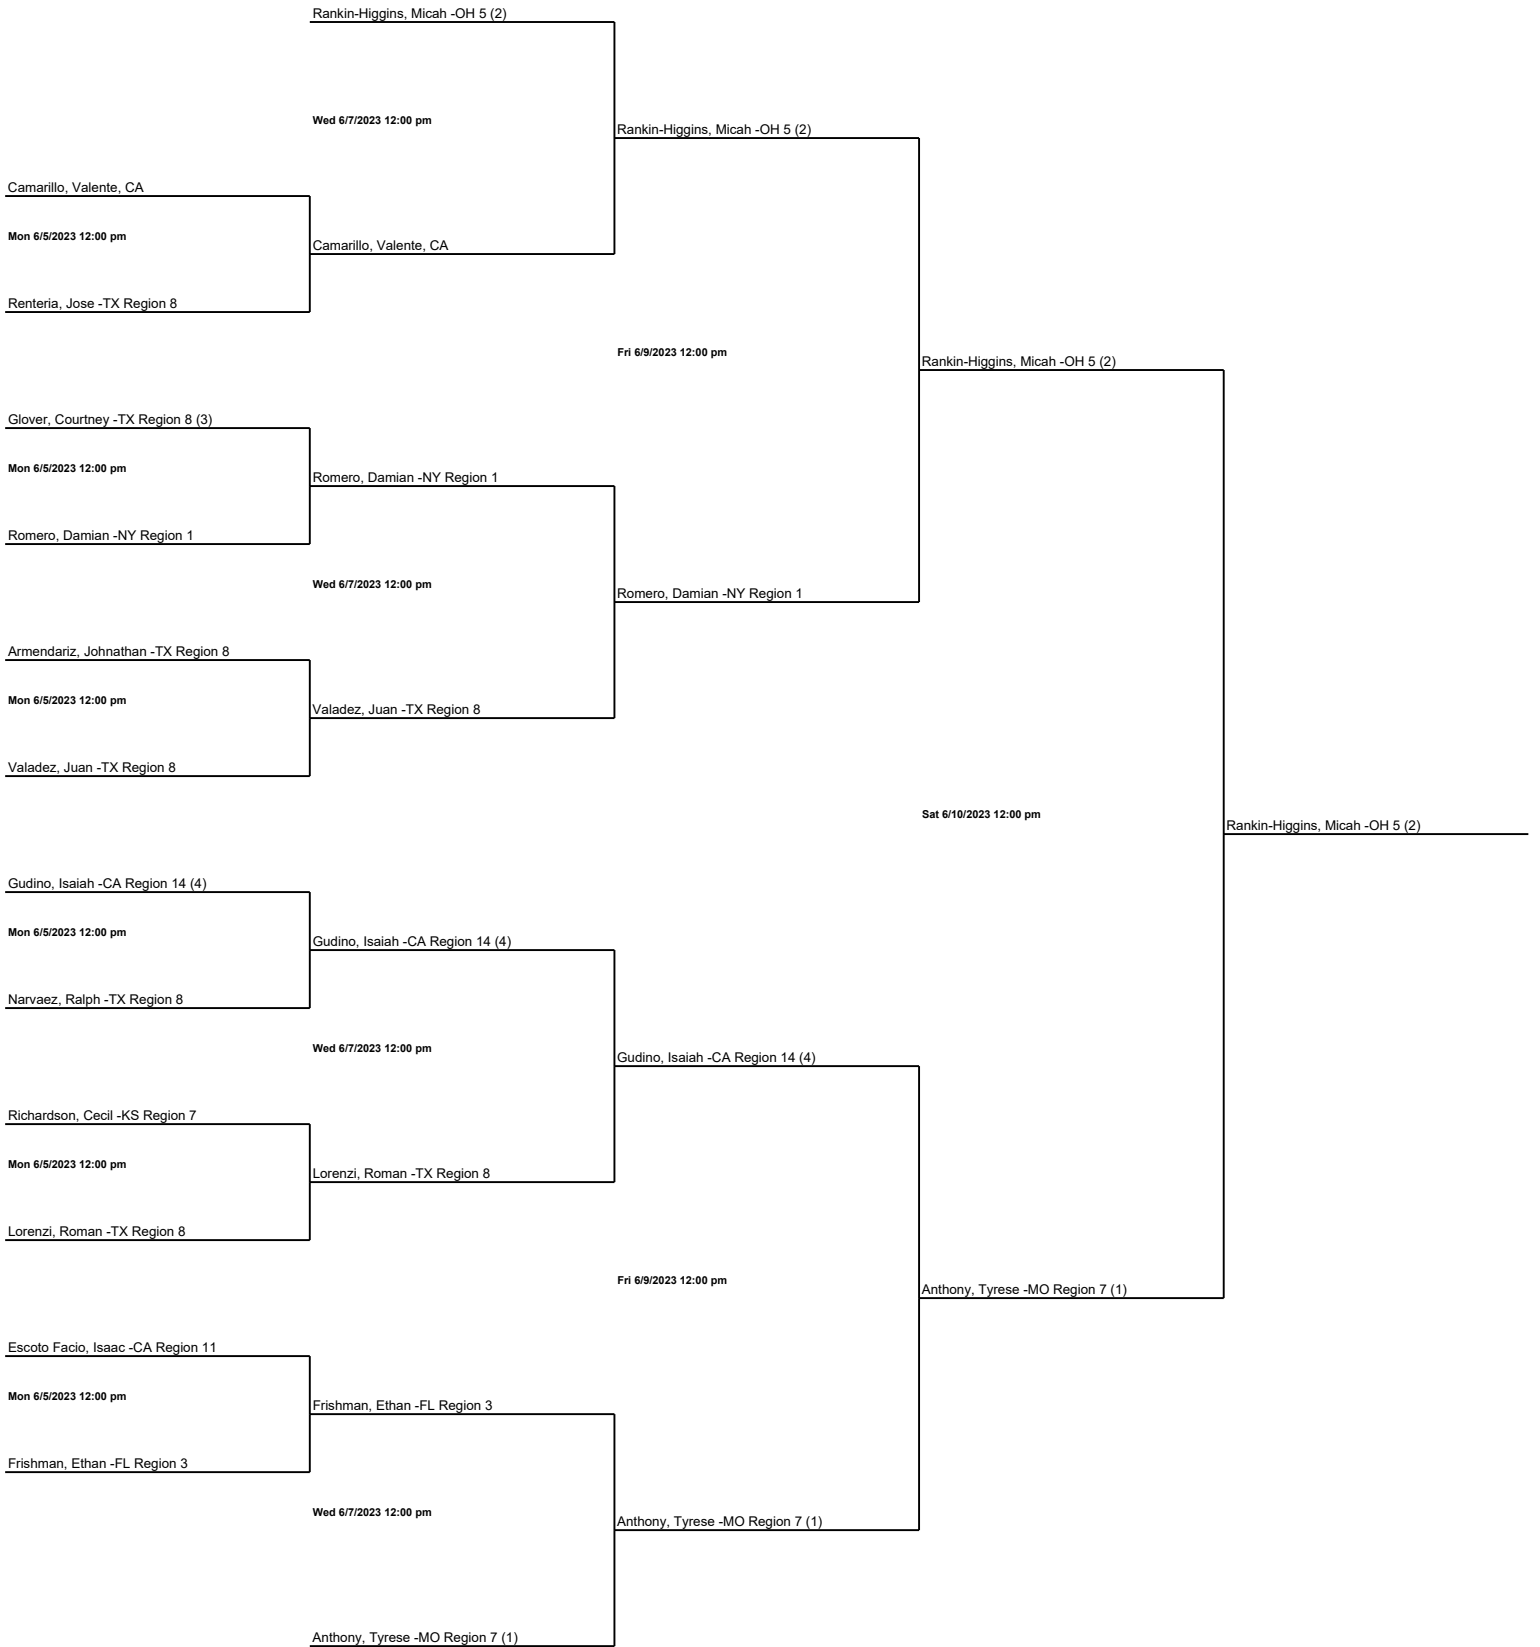 Rankin-Higgins, Micah -OH 5 (2)
Wed 6/7/2023 12:00 pm
Rankin-Higgins, Micah -OH 5 (2)
Camarillo, Valente, CA
Mon 6/5/2023 12:00 pm
Camarillo, Valente, CA
Renteria, Jose -TX Region 8
Fri 6/9/2023 12:00 pm
Rankin-Higgins, Micah -OH 5 (2)
Glover, Courtney -TX Region 8 (3)
Mon 6/5/2023 12:00 pm
Romero, Damian -NY Region 1
Romero, Damian -NY Region 1
Wed 6/7/2023 12:00 pm
Romero, Damian -NY Region 1
Armendariz, Johnathan -TX Region 8
Mon 6/5/2023 12:00 pm
Valadez, Juan -TX Region 8
Valadez, Juan -TX Region 8
Sat 6/10/2023 12:00 pm
Rankin-Higgins, Micah -OH 5 (2)
Gudino, Isaiah -CA Region 14 (4)
Mon 6/5/2023 12:00 pm
Gudino, Isaiah -CA Region 14 (4)
Narvaez, Ralph -TX Region 8
Wed 6/7/2023 12:00 pm
Gudino, Isaiah -CA Region 14 (4)
Richardson, Cecil -KS Region 7
Mon 6/5/2023 12:00 pm
Lorenzi, Roman -TX Region 8
Lorenzi, Roman -TX Region 8
Fri 6/9/2023 12:00 pm
Anthony, Tyrese -MO Region 7 (1)
Escoto Facio, Isaac -CA Region 11
Mon 6/5/2023 12:00 pm
Frishman, Ethan -FL Region 3
Frishman, Ethan -FL Region 3
Wed 6/7/2023 12:00 pm
Anthony, Tyrese -MO Region 7 (1)
Anthony, Tyrese -MO Region 7 (1)